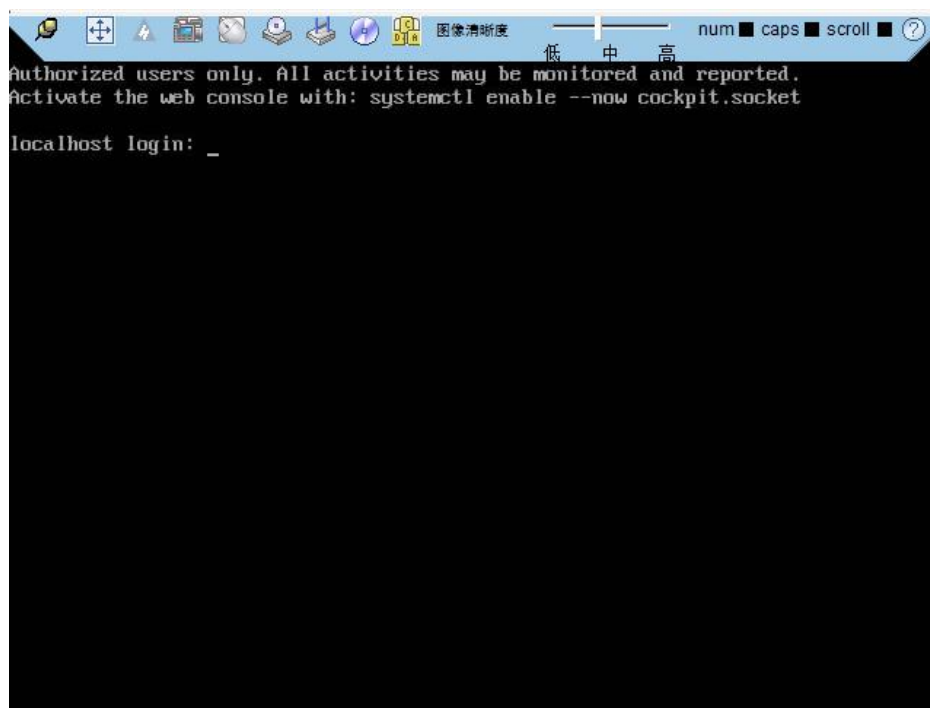 图像清晰度 低 中 高 num caps scroll ?
Authorized users only. All activities may be monitored and reported.
Activate the web console with: systemctl enable --now cockpit.socket
localhost login: _